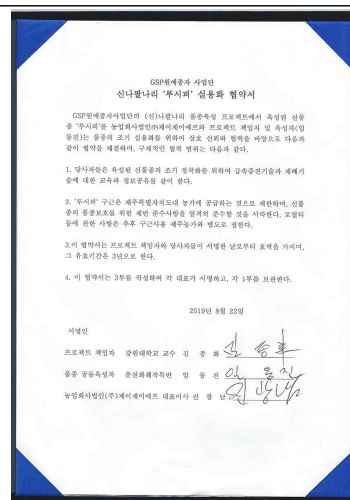 GSP원예종자 사업단
신나팔나리 '루시퍼' 실용화 협약서
GSP원예종자사업단의 (신)나팔나리 품종육성 프로젝트에서 육성된 신품
종 '루시퍼'를 농업회사법인㈜제이제이에프와 프로젝트 책임자 및 육성자(임
동진)는 품종의 조기 실용화를 위하여 상호 신뢰와 협력을 바탕으로 다음과
같이 협약을 체결하며, 구체적인 협력 범위는 다음과 같다.
1. 당사자들은 육성된 신품종의 조기 정착화를 위하여 급속증진기술과 재배기
술에 대한 교육과 정보공유를 같이 한다.
2. '루시퍼' 구근은 제주특별자치도내 농가에 공급하는 것으로 제한하며, 신품
종의 품종보호를 위한 제반 준수사항을 엄격히 준수할 것을 서약한다. 로열티
등에 관한 사항은 추후 구근사용 제주농가와 별도로 정한다.
3.이 협약서는 프로젝트 책임자와 당사자들이 서명한 날로부터 효력을 가지며,
그 유효기간은 3년으로 한다.
4. 이 협약서는 3부를 작성하여 각 대표가 서명하고, 각 1부를 보관한다.
2019년 8월 23일
서명인
프로젝트 책임자 강원대학교 교수 김 종 화
품종 공동육성자 춘천화훼작목반 임 동 진 임 동 진
농업회사법인(주)제이제이에프 대표이사 진 광 남